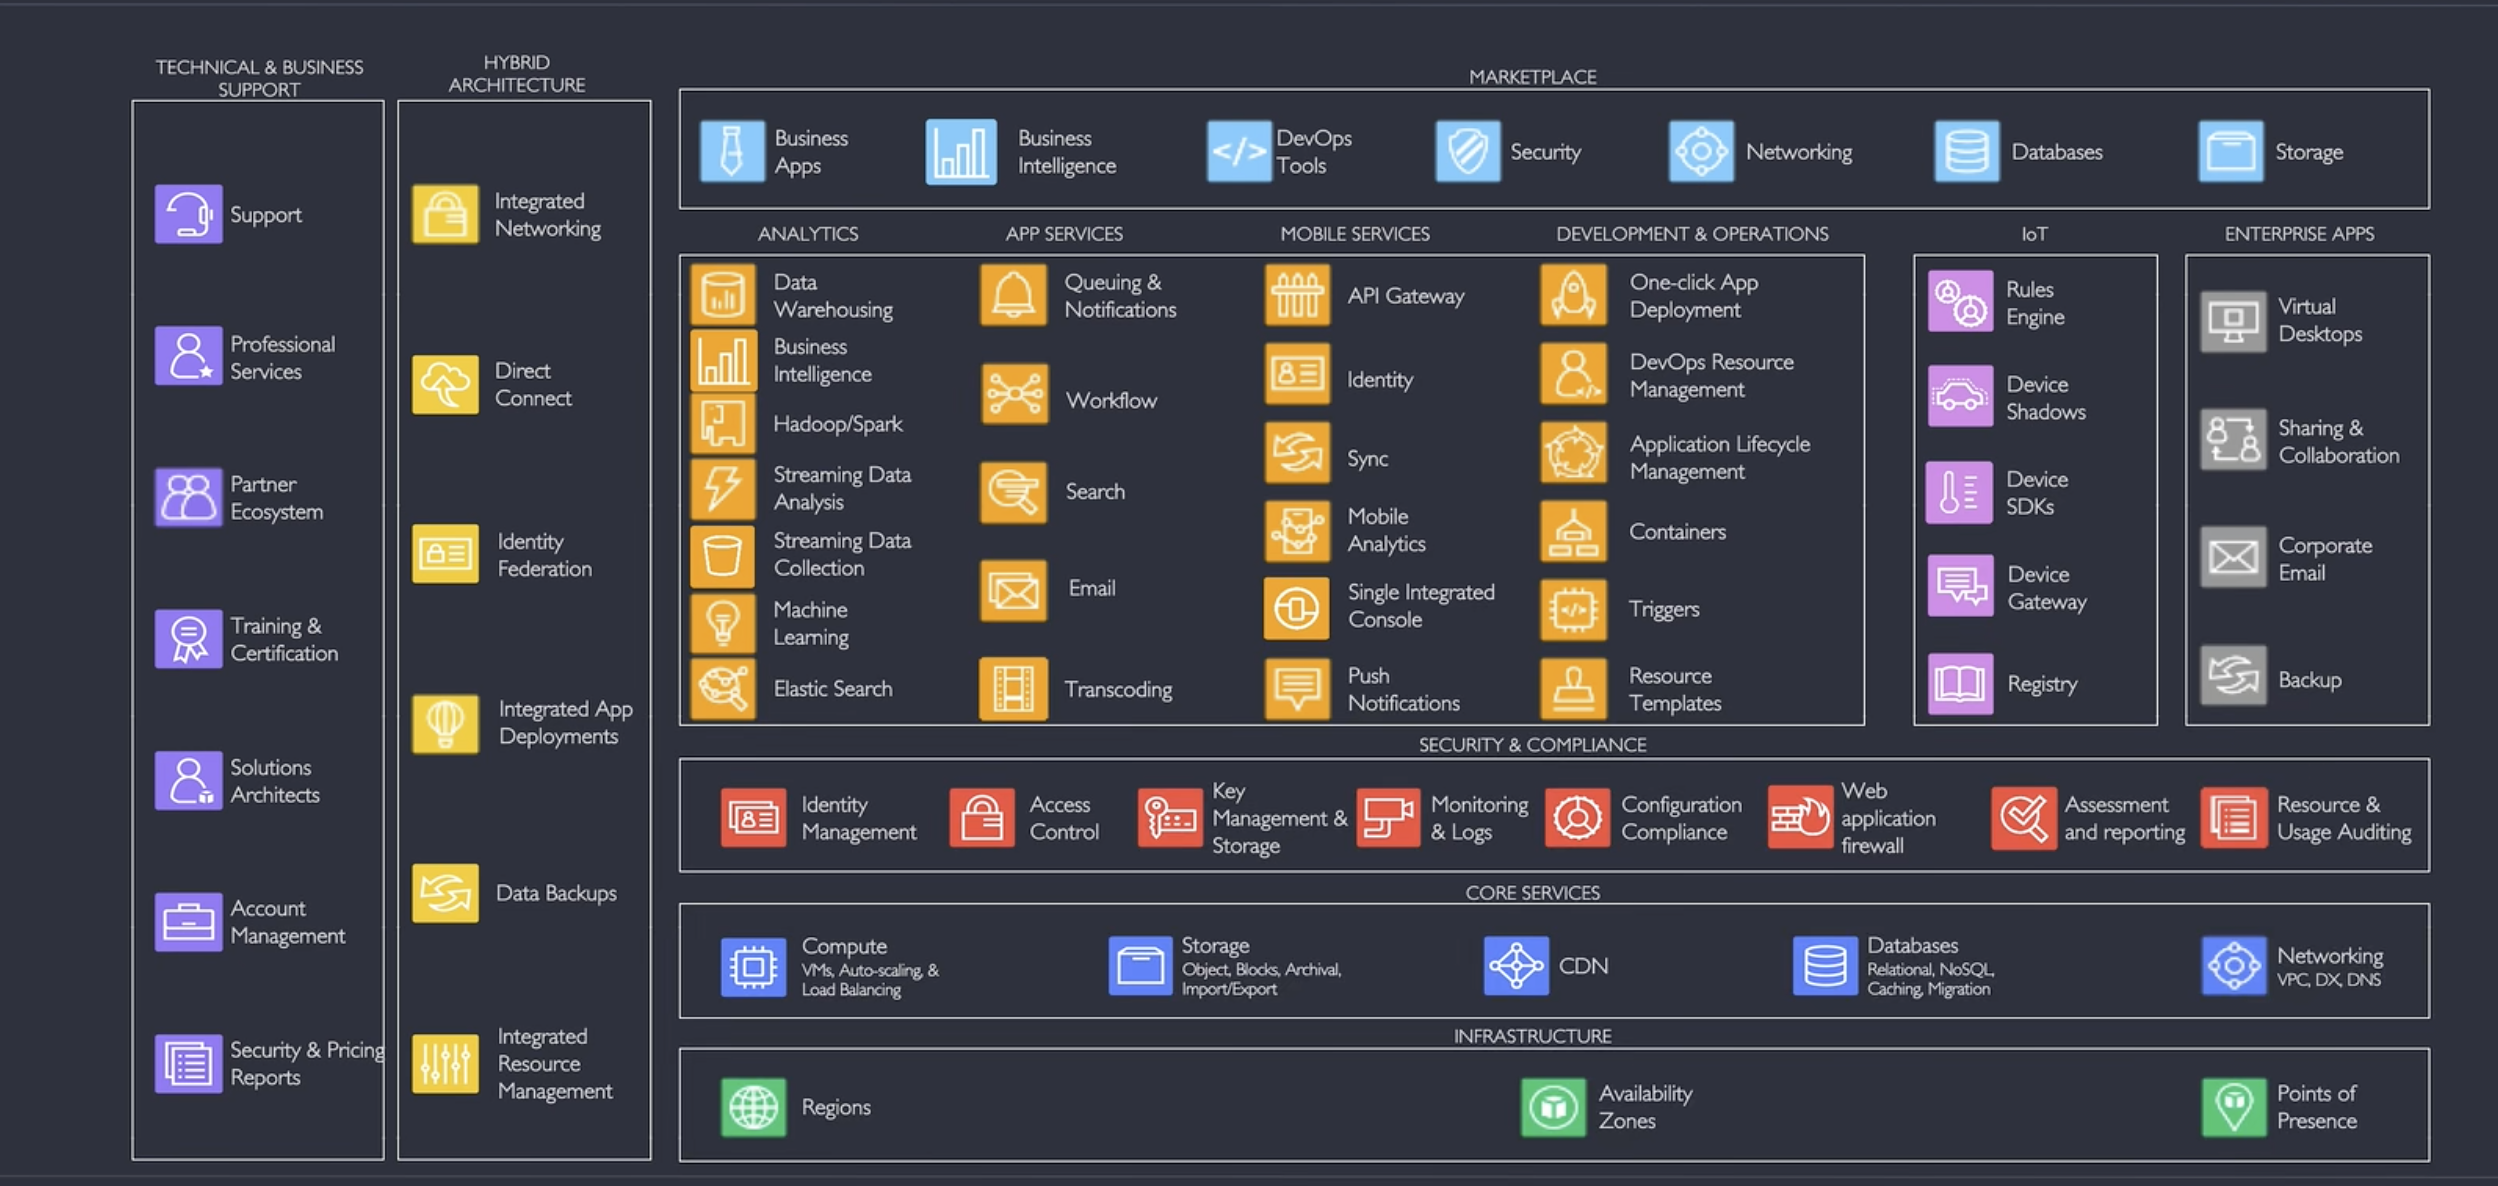 TECHNICAL & BUSINESS
SUPPORT
Support
Professional
Services
Partner
Ecosystem
Training &
Certification
Solutions
Architects
Account
Management
Security & Pricing
Reports
HYBRID
ARCHITECTURE
Integrated
Networking
Direct
Connect
Identity
Federation
Integrated App
Deployments
Data Backups
Integrated
Resource
Management
MARKETPLACE
Business
Apps
Business
Intelligence
DevOps
Tools
Security
Networking
Databases
Storage
ANALYTICS
Data
Warehousing
Business
Intelligence
Hadoop/Spark
Streaming Data
Analysis
Streaming Data
Collection
Machine
Learning
Elastic Search
APP SERVICES
Queuing &
Notifications
Workflow
Search
Email
Transcoding
MOBILE SERVICES
API Gateway
Identity
Sync
Mobile
Analytics
Single Integrated
Console
Push
Notifications
DEVELOPMENT & OPERATIONS
One-click App
Deployment
DevOps Resource
Management
Application Lifecycle
Management
Containers
Triggers
Resource
Templates
IoT
Rules
Engine
Device
Shadows
Device
SDKs
Device
Gateway
Registry
ENTERPRISE APPS
Virtual
Desktops
Sharing &
Collaboration
Corporate
Email
Backup
SECURITY & COMPLIANCE
Identity
Management
Access
Control
Key
Management &
Storage
Monitoring
& Logs
Configuration
Compliance
Web
application
firewall
Assessment
and reporting
Resource &
Usage Auditing
CORE SERVICES
Compute
VMs, Auto-scaling, &
Load Balancing
Storage
Object, Blocks, Archival,
Import/Export
CDN
Databases
Relational, NoSQL,
Caching, Migration
Networking
VPC, DX, DNS
INFRASTRUCTURE
Regions
Availability
Zones
Points of
Presence